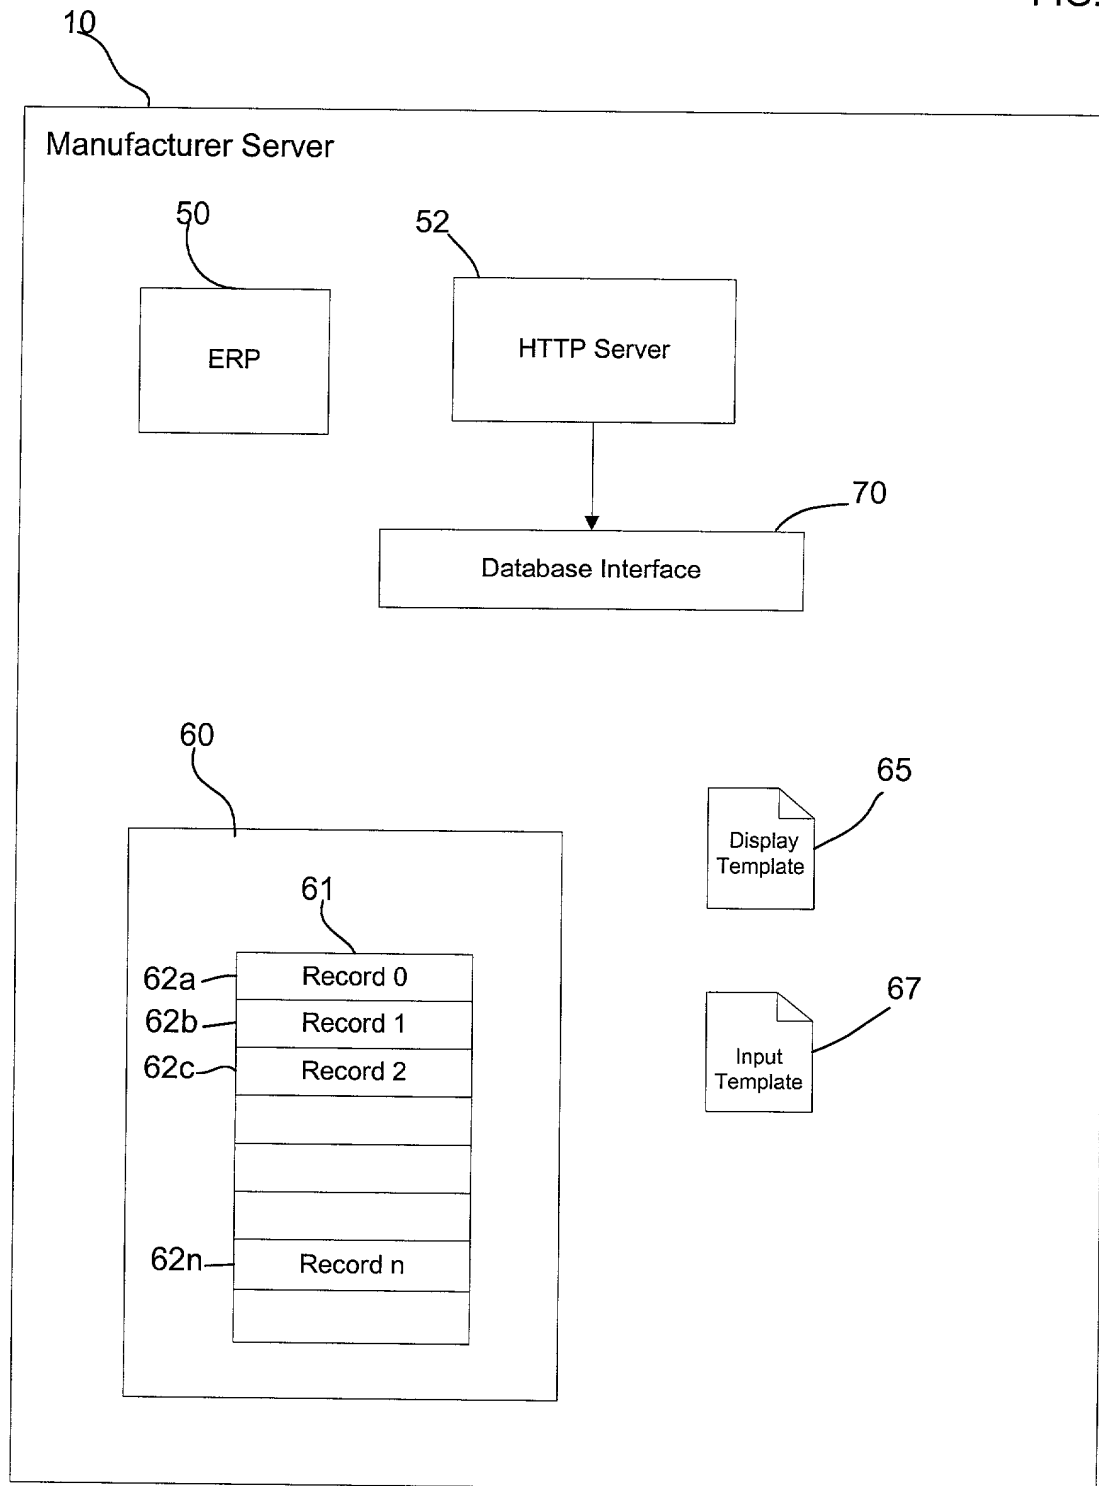 FIG.
10
Manufacturer Server
50
52
ERP
HTTP Server
70
Database Interface
60
65
Display
Template
61
62a
Record 0
62b
Record 1
62c
Record 2
67
Input
Template
62n
Record n